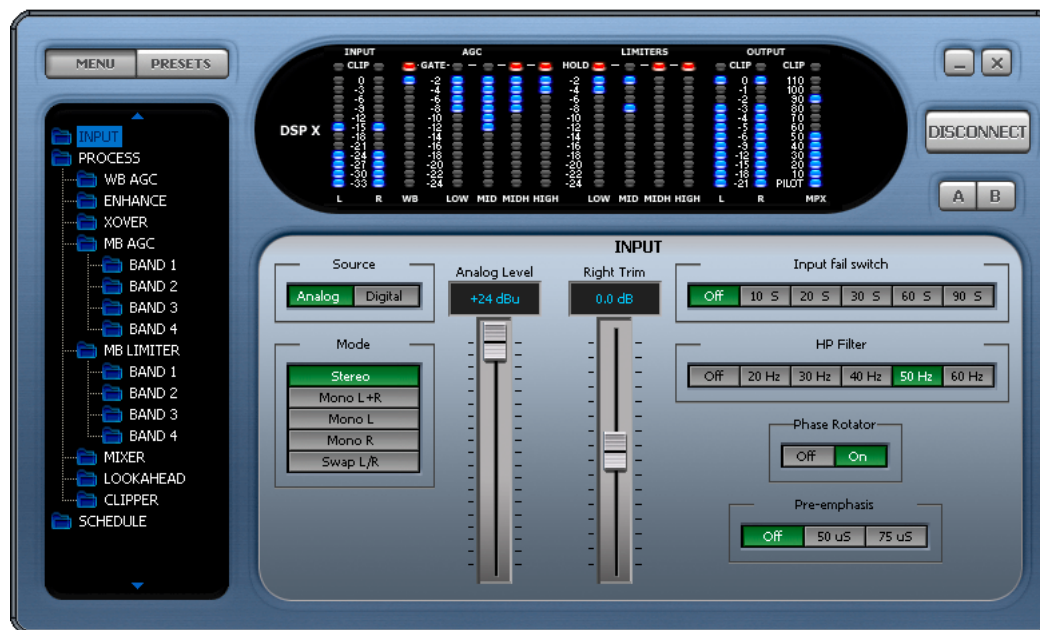 MENU PRESETS
INPUT AGC LIMITERS OUTPUT
CLIP GATE HOLD CLIP CLIP
0 -2 -2 0 110
-3 -4 -4 -1 100
-6 -6 -6 -2 90
-9 -8 -8 -3 80
-12 -10 -10 -4 70
-15 -12 -12 -5 60
-18 -14 -14 -6 50
-21 -16 -16 -9 40
-24 -18 -18 -12 30
-27 -20 -20 -15 20
-30 -22 -22 -18 10
-33 -24 -24 -21 PILOT
L R WB LOW MID MIDH HIGH LOW MID MIDH HIGH L R MPX
DSP X
DISCONNECT
A B
INPUT
PROCESS
WB AGC
ENHANCE
XOVER
MB AGC
BAND 1
BAND 2
BAND 3
BAND 4
MB LIMITER
BAND 1
BAND 2
BAND 3
BAND 4
MIXER
LOOKAHEAD
CLIPPER
SCHEDULE
INPUT
Source
Analog Digital
Mode
Stereo
Mono L+R
Mono L
Mono R
Swap L/R
Analog Level
+24 dBu
Right Trim
0.0 dB
Input fail switch
Off 10 S 20 S 30 S 60 S 90 S
HP Filter
Off 20 Hz 30 Hz 40 Hz 50 Hz 60 Hz
Phase Rotator
Off On
Pre-emphasis
Off 50 uS 75 uS